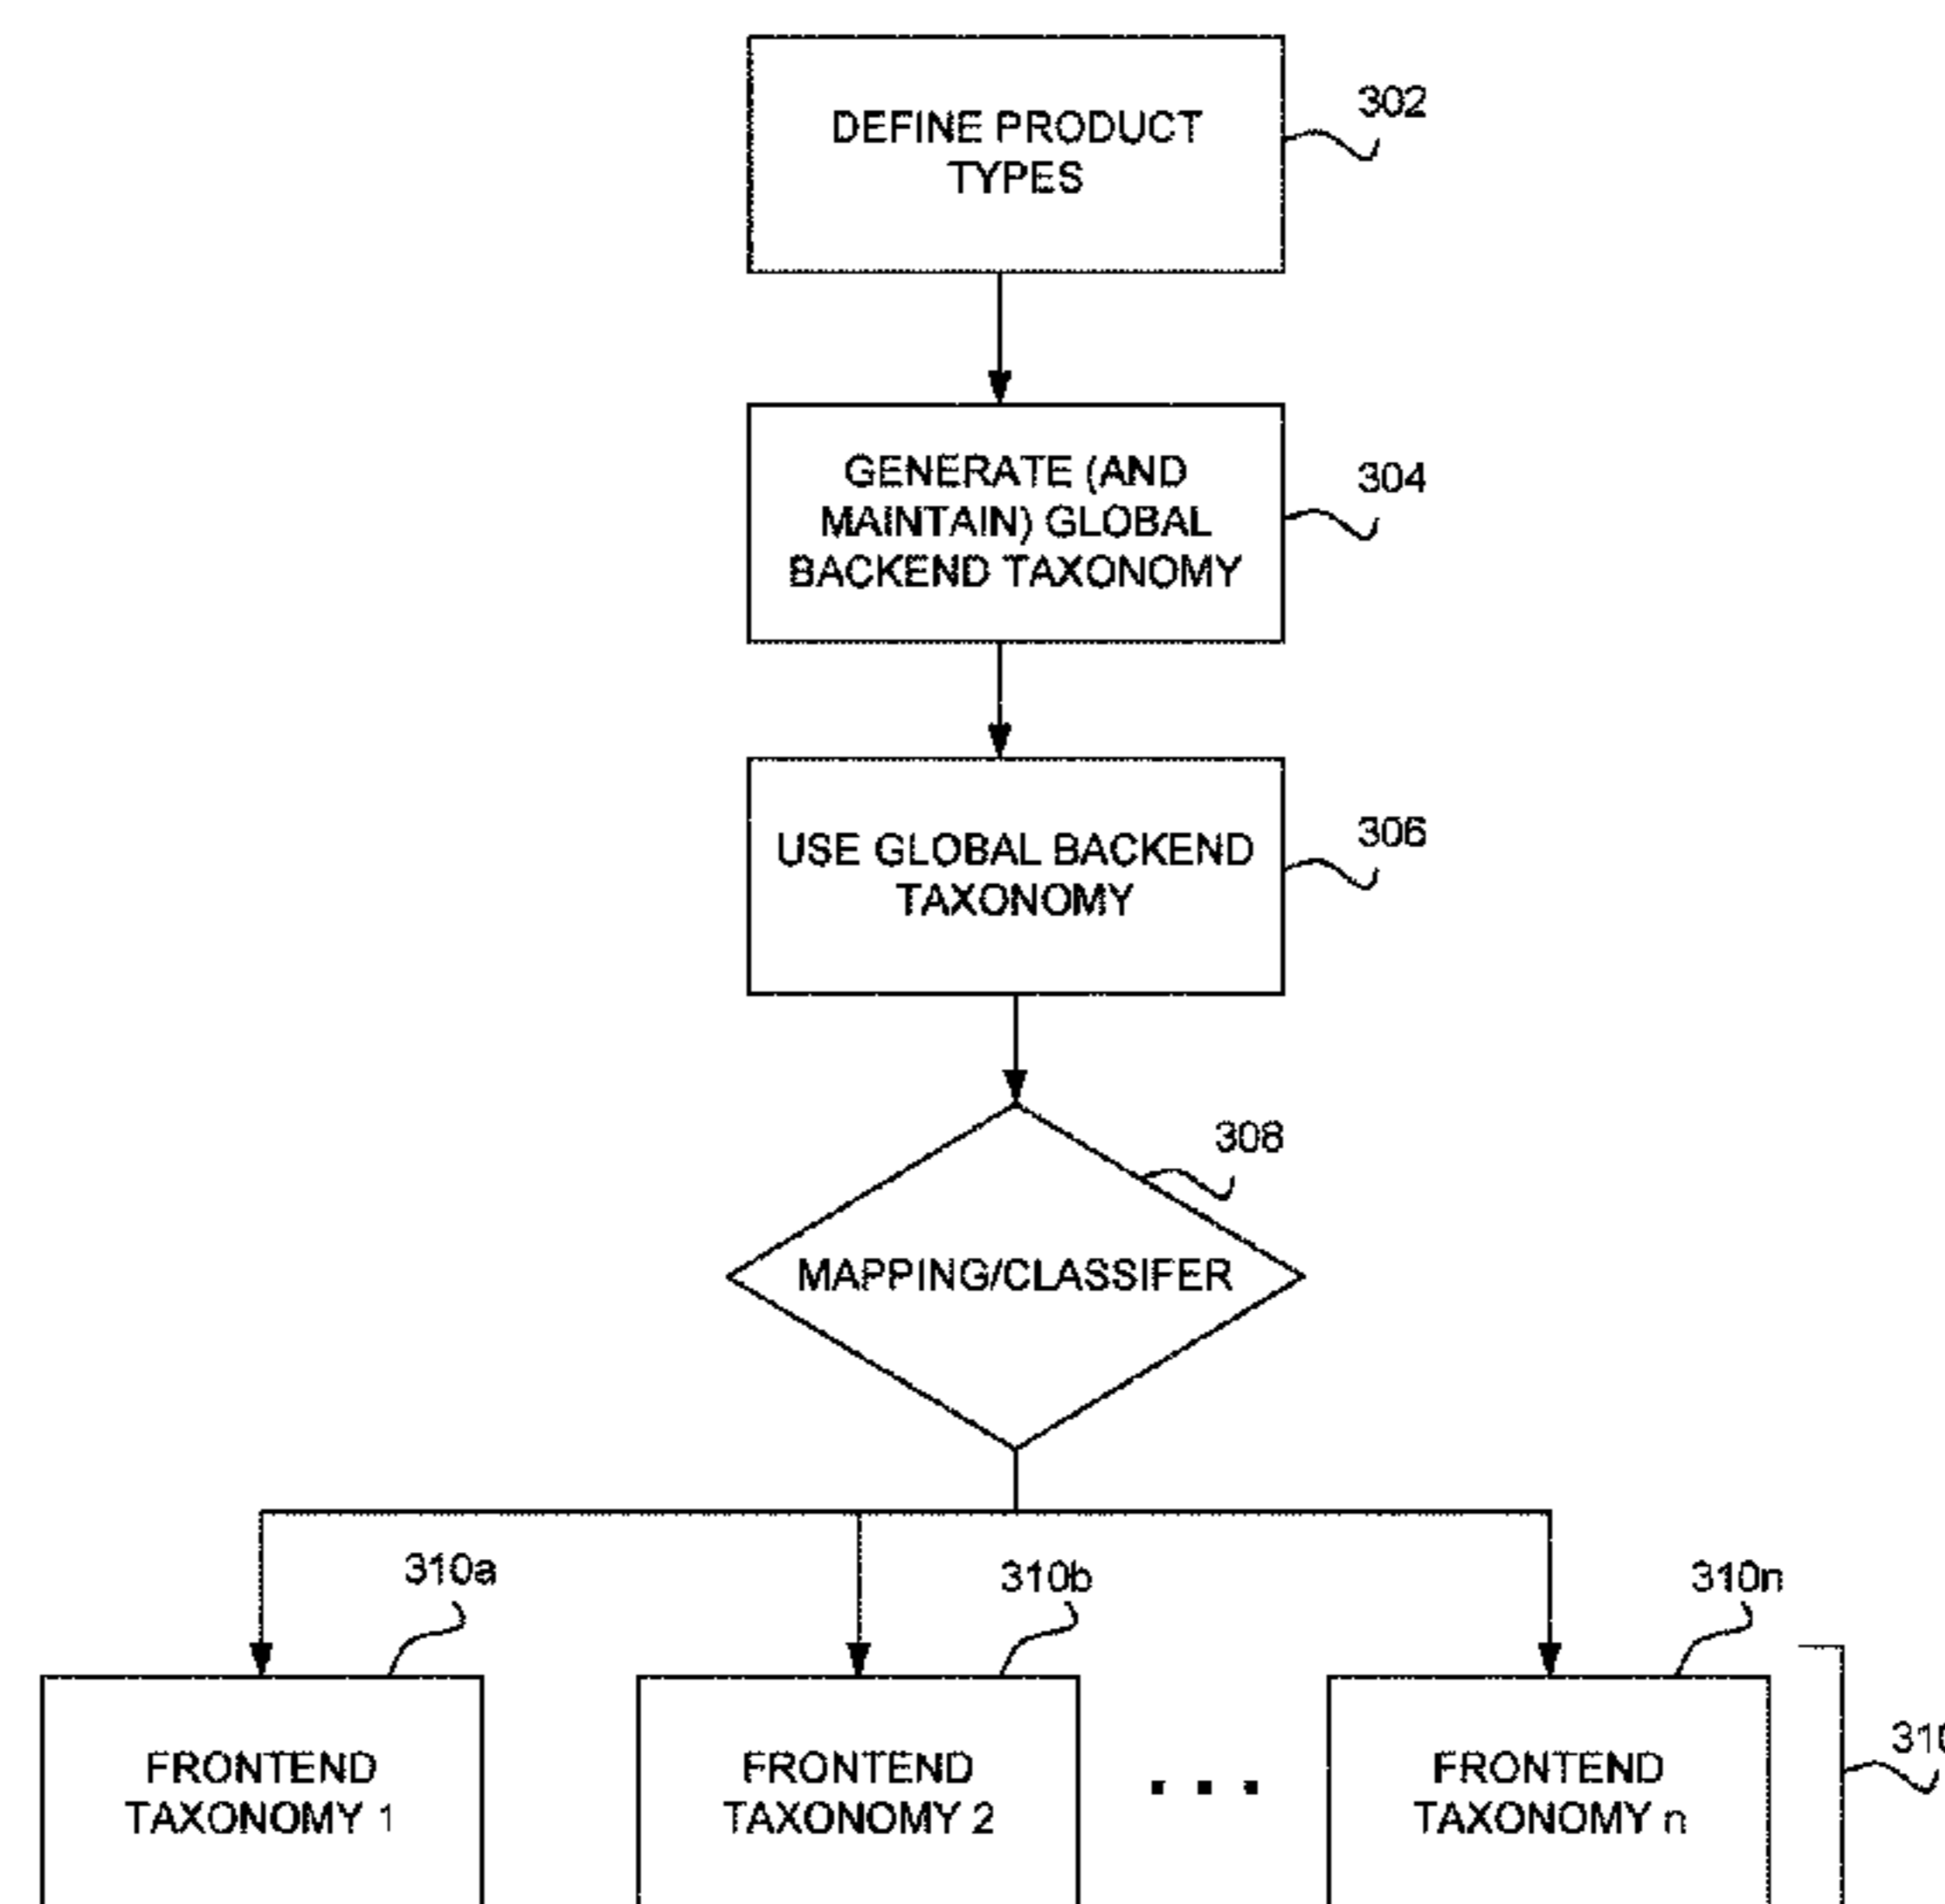 DEFINE PRODUCT
TYPES
302
GENERATE (AND
MAINTAIN) GLOBAL
BACKEND TAXONOMY
304
USE GLOBAL BACKEND
TAXONOMY
306
308
MAPPING/CLASSIFER
310a
310b
310n
FRONTEND
TAXONOMY 1
FRONTEND
TAXONOMY 2
FRONTEND
TAXONOMY n
310